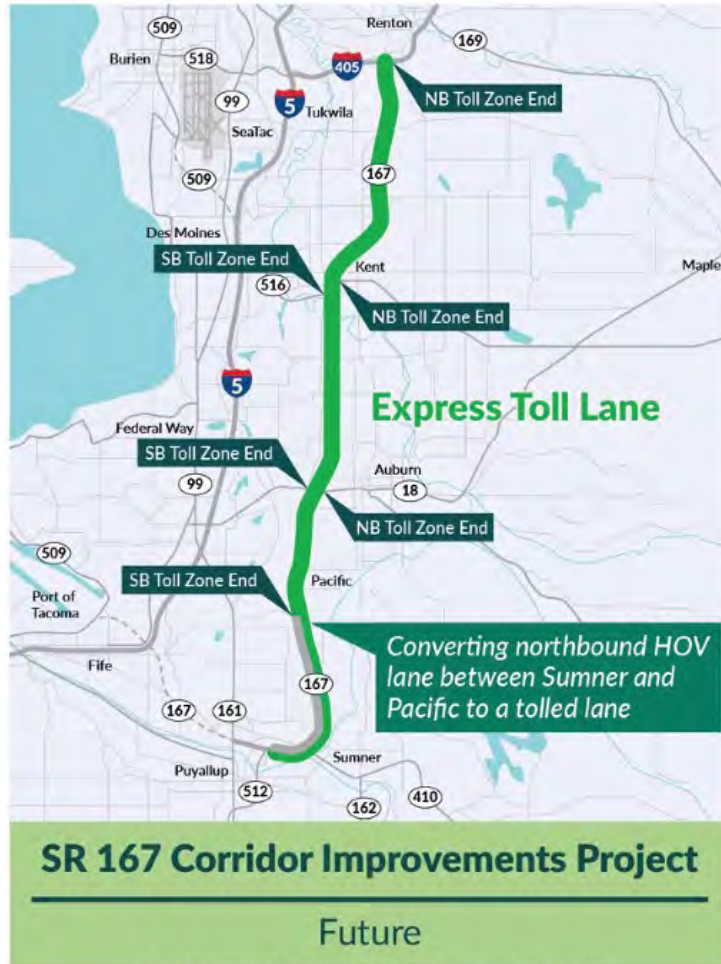 Renton
509
169
Burien
518
405
NB Toll Zone End
99
5
Tukwila
SeaTac
167
509
Des Moines
SB Toll Zone End
Kent
Maple
516
NB Toll Zone End
5
Express Toll Lane
Federal Way
SB Toll Zone End
Auburn
99
18
NB Toll Zone End
509
SB Toll Zone End
Pacific
Port of
Tacoma
Converting northbound HOV
lane between Sumner and
Pacific to a tolled lane
Fife
167
167
161
Sumner
Puyallup
512
162
410
SR 167 Corridor Improvements Project
Future